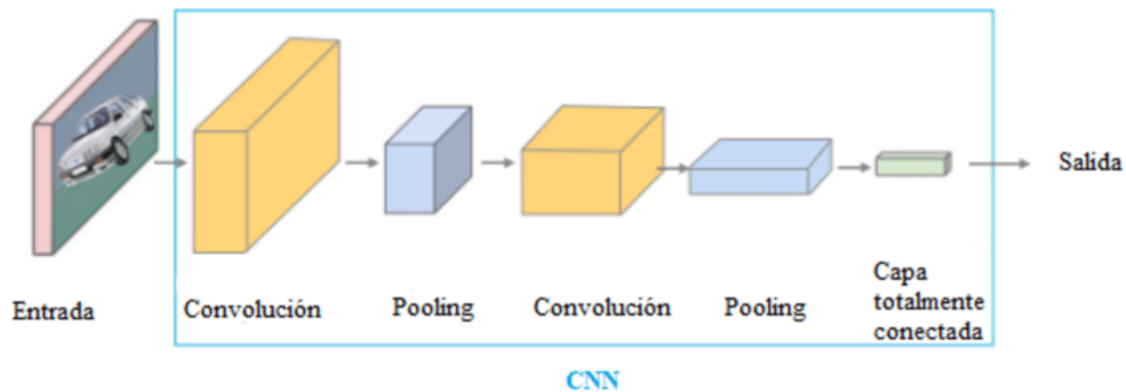 Salida
Entrada
Convolución
Pooling
Convolución
Pooling
Capa
totalmente
conectada
CNN